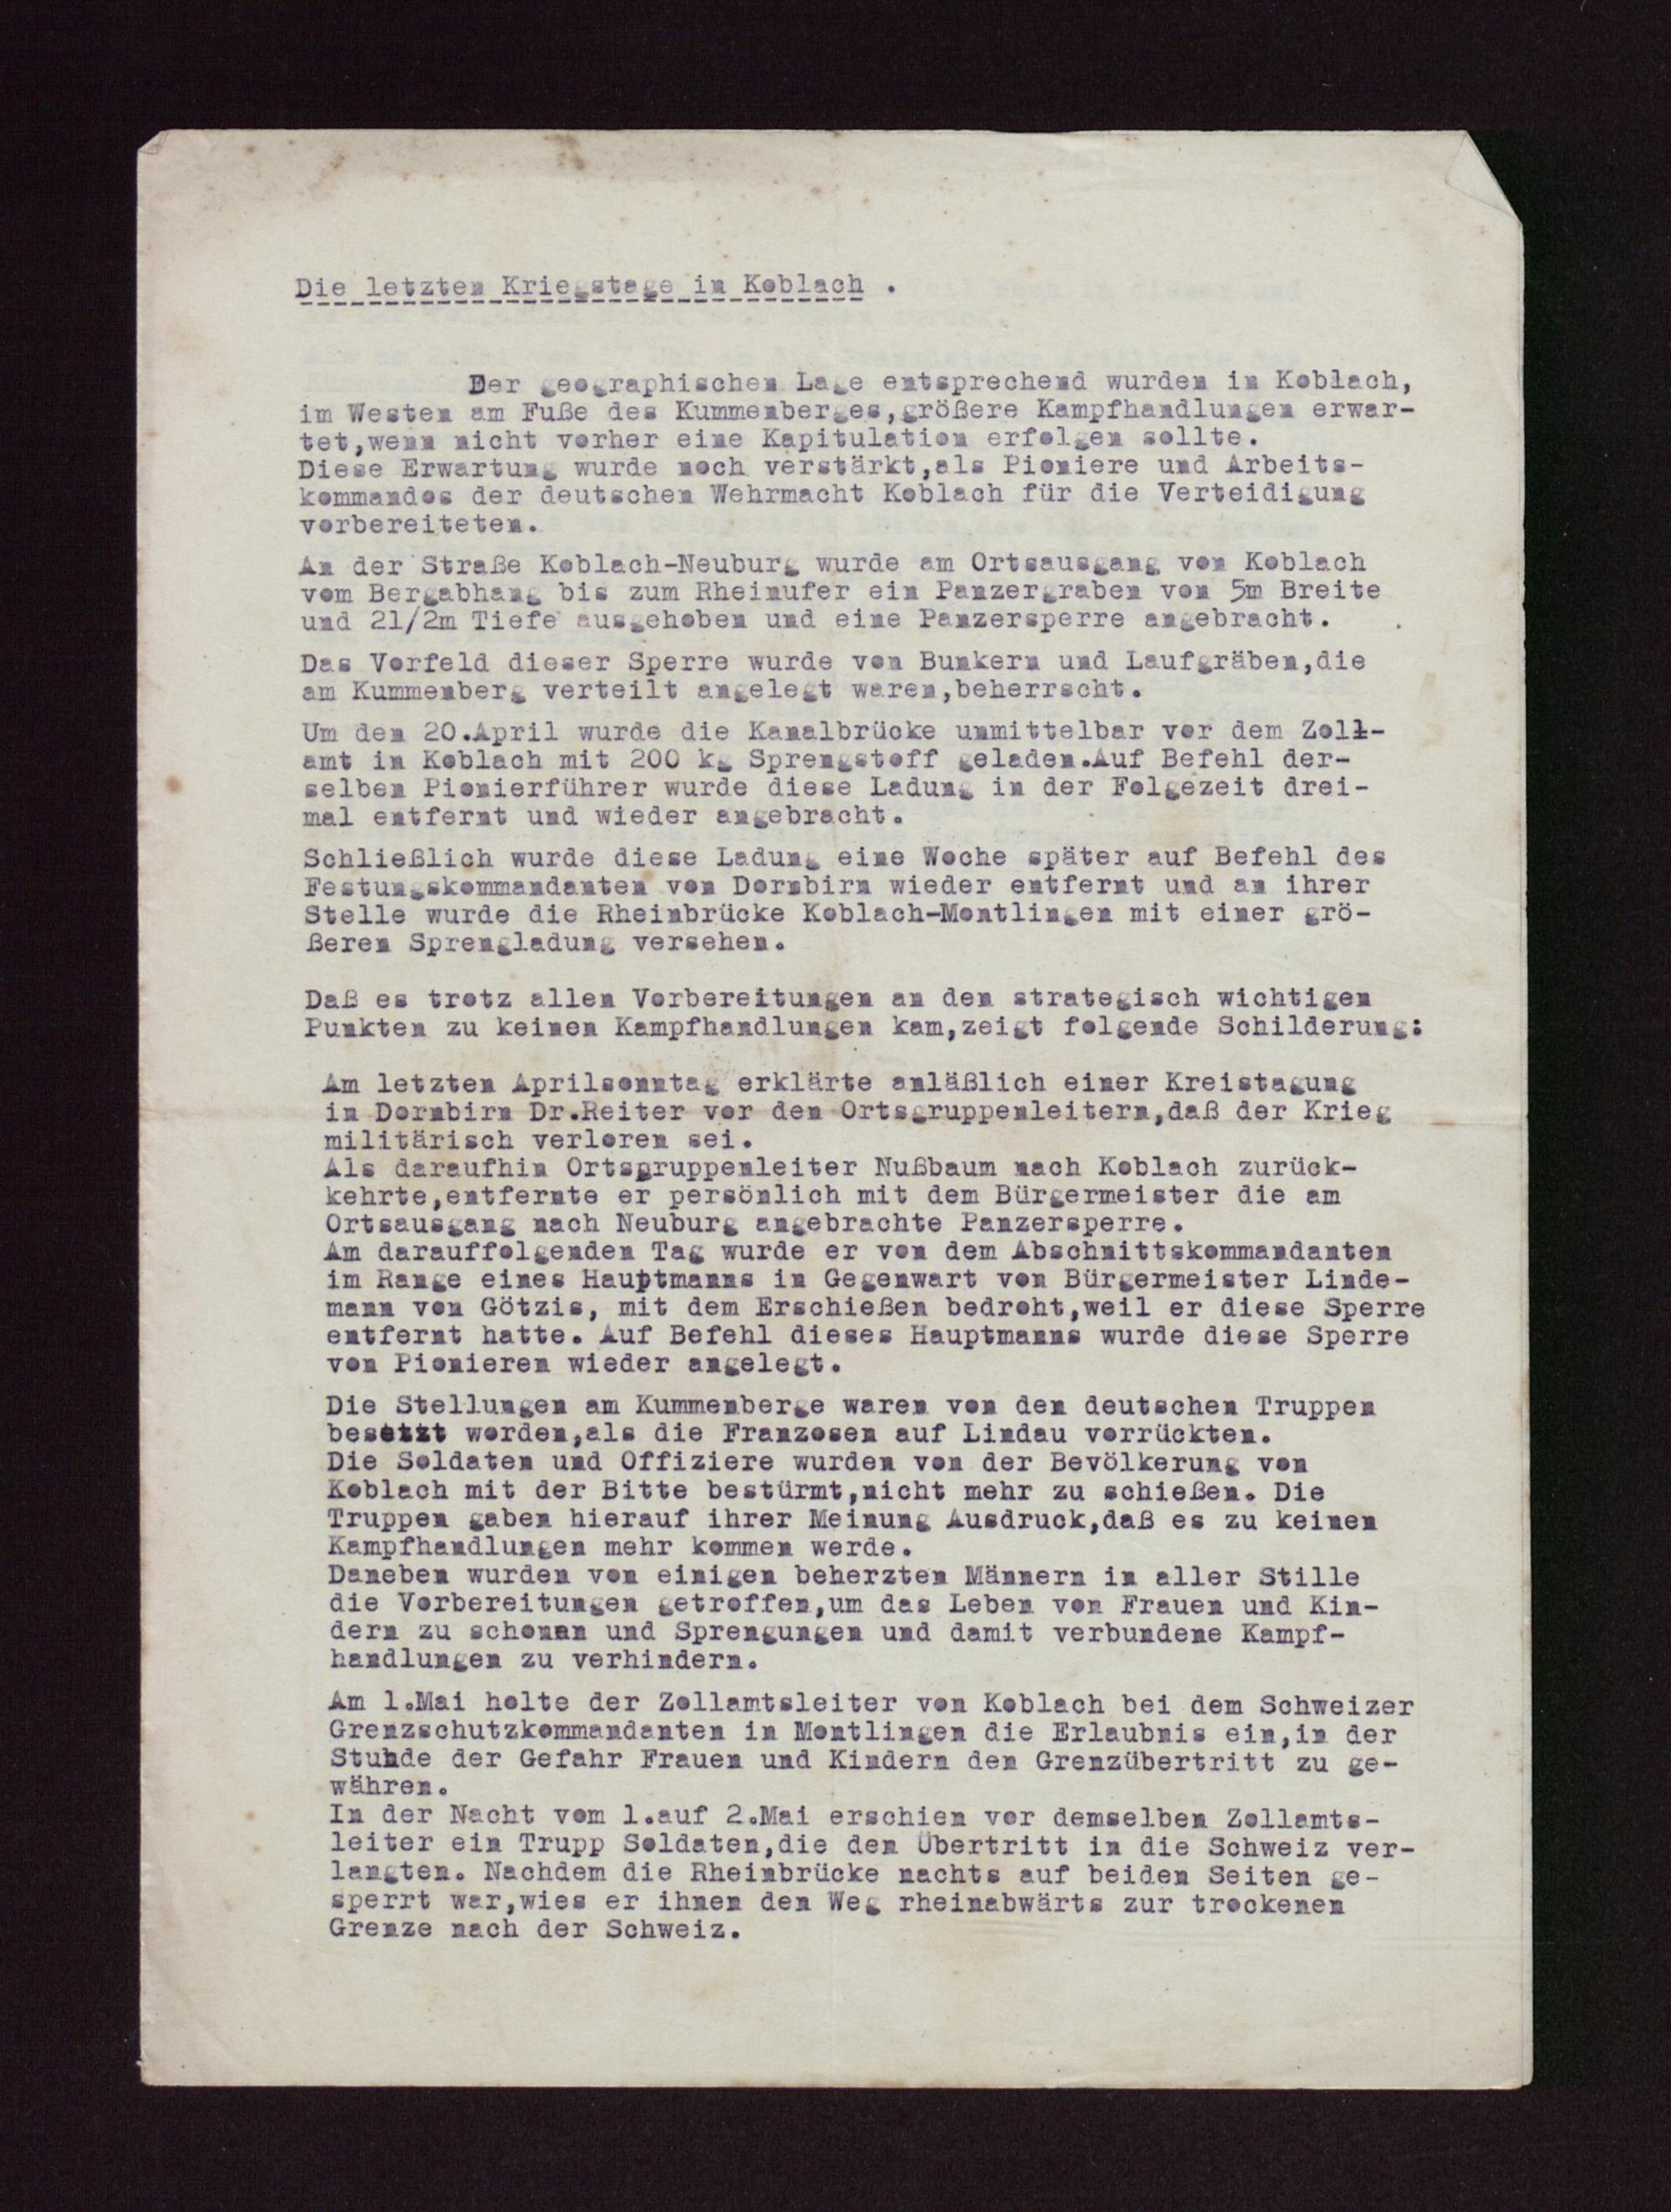 Die letzten Kriegstage in Koblach .
Der geographischen Lage entsprechend wurden in Koblach,
im Westen am Fuße des Kummenberges,größere Kampfhandlungen erwar-
tet,wenn nicht vorher eine Kapitulation erfolgen sollte.
Diese Erwartung wurde noch verstärkt,als Pioniere und Arbeits-
kommandos der deutschen Wehrmacht Koblach für die Verteidigung
vorbereiteten.
An der Straße Koblach-Neuburg wurde am Ortsausgang von Koblach
vom Bergabhang bis zum Rheinufer ein Panzergraben von 5m Breite
und 21/2m Tiefe ausgehoben und eine Panzersperre angebracht.
Das Vorfeld dieser Sperre wurde von Bunkern und Laufgräben,die
am Kummenberg verteilt angelegt waren,beherrscht.
Um den 20.April wurde die Kanalbrücke unmittelbar vor dem Zoll-
amt in Koblach mit 200 kg Sprengstoff geladen.Auf Befehl der-
selben Pionierführer wurde diese Ladung in der Folgezeit drei-
mal entfernt und wieder angebracht.
Schließlich wurde diese Ladung eine Woche später auf Befehl des
Festungskommandanten von Dornbirn wieder entfernt und an ihrer
Stelle wurde die Rheinbrücke Koblach-Montlingen mit einer grö-
ßeren Sprengladung versehen.
Daß es trotz allen Vorbereitungen an den strategisch wichtigen
Punkten zu keinen Kampfhandlungen kam,zeigt folgende Schilderung:
Am letzten Aprilsonntag erklärte anläßlich einer Kreistagung
in Dornbirn Dr.Reiter vor den Ortsgruppenleitern,daß der Krieg
militärisch verloren sei.
Als daraufhin Ortsgruppenleiter Nußbaum nach Koblach zurück-
kehrte,entfernte er persönlich mit dem Bürgermeister die am
Ortsausgang nach Neuburg angebrachte Panzersperre.
Am darauffolgenden Tag wurde er von dem Abschnittskommandanten
im Range eines Hauptmanns in Gegenwart von Bürgermeister Linde-
mann von Götzis, mit dem Erschießen bedroht,weil er diese Sperre
entfernt hatte. Auf Befehl dieses Hauptmanns wurde diese Sperre
von Pionieren wieder angelegt.
Die Stellungen am Kummenberge waren von den deutschen Truppen
besetzt worden,als die Franzosen auf Lindau vorrückten.
Die Soldaten und Offiziere wurden von der Bevölkerung von
Koblach mit der Bitte bestürmt,nicht mehr zu schießen. Die
Truppen gaben hierauf ihrer Meinung Ausdruck,daß es zu keinen
Kampfhandlungen mehr kommen werde.
Daneben wurden von einigen beherzten Männern in aller Stille
die Vorbereitungen getroffen,um das Leben von Frauen und Kin-
dern zu schonen und Sprengungen und damit verbundene Kampf-
handlungen zu verhindern.
Am 1.Mai holte der Zollamtsleiter von Koblach bei dem Schweizer
Grenzschutzkommandanten in Montlingen die Erlaubnis ein,in der
Stunde der Gefahr Frauen und Kindern den Grenzübertritt zu ge-
währen.
In der Nacht vom 1.auf 2.Mai erschien vor demselben Zollamts-
leiter ein Trupp Soldaten,die den Übertritt in die Schweiz ver-
langten. Nachdem die Rheinbrücke nachts auf beiden Seiten ge-
sperrt war,wies er ihnen den Weg rheinabwärts zur trockenen
Grenze nach der Schweiz.